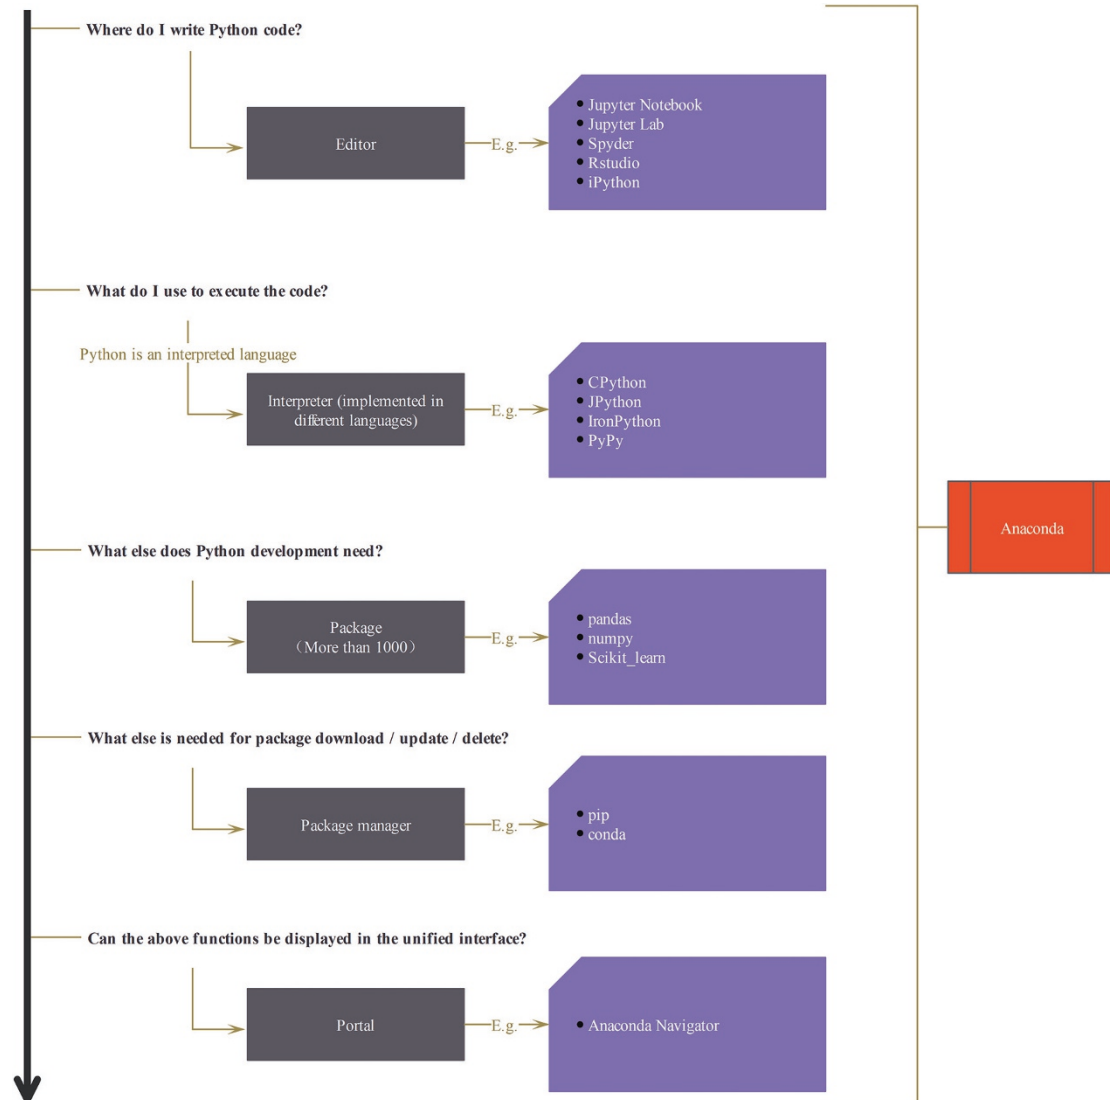 Where do I write Python code?
Editor
E.g.
● Jupyter Notebook
● Jupyter Lab
● Spyder
● Rstudio
● iPython
What do I use to execute the code?
Python is an interpreted language
Interpreter (implemented in
different languages)
E.g.
● CPython
● JPython
● IronPython
● PyPy
Anaconda
What else does Python development need?
Package
（More than 1000）
E.g.
● pandas
● numpy
● Scikit_learn
What else is needed for package download / update / delete?
Package manager
E.g.
● pip
● conda
Can the above functions be displayed in the unified interface?
Portal
E.g.
● Anaconda Navigator